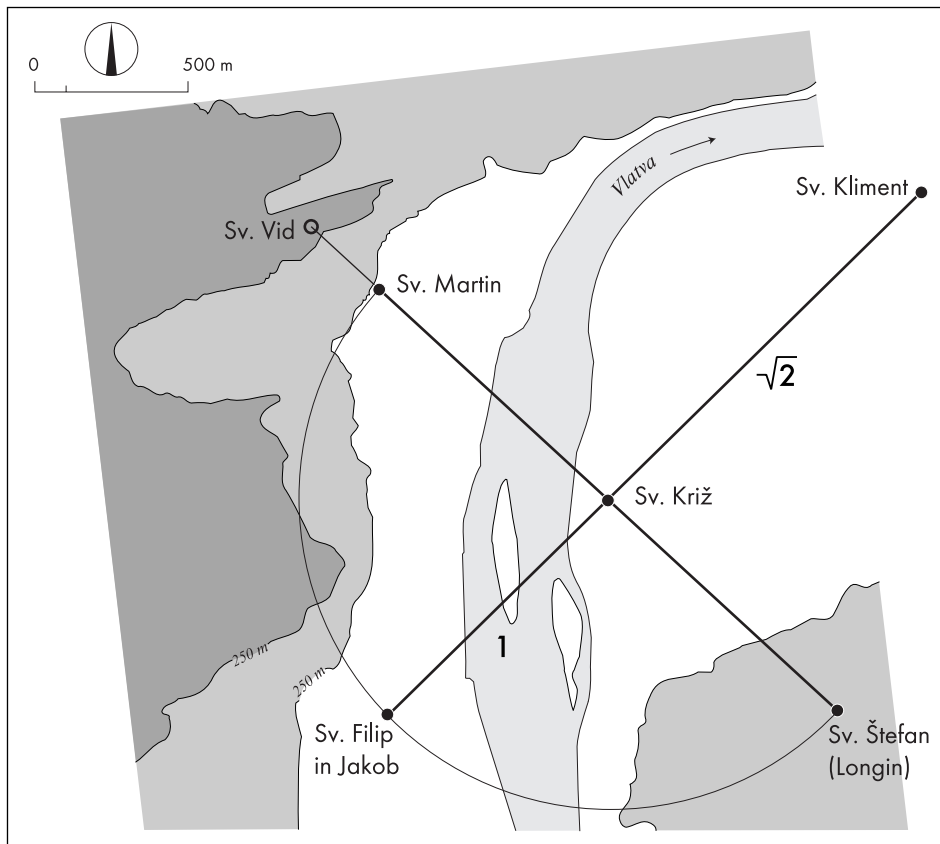 0 500 m
Vlatva
Sv. Kliment
Sv. Vid
Sv. Martin
√2
Sv. Križ
1
250 m
250 m
Sv. Filip
in Jakob
Sv. Štefan
(Longin)